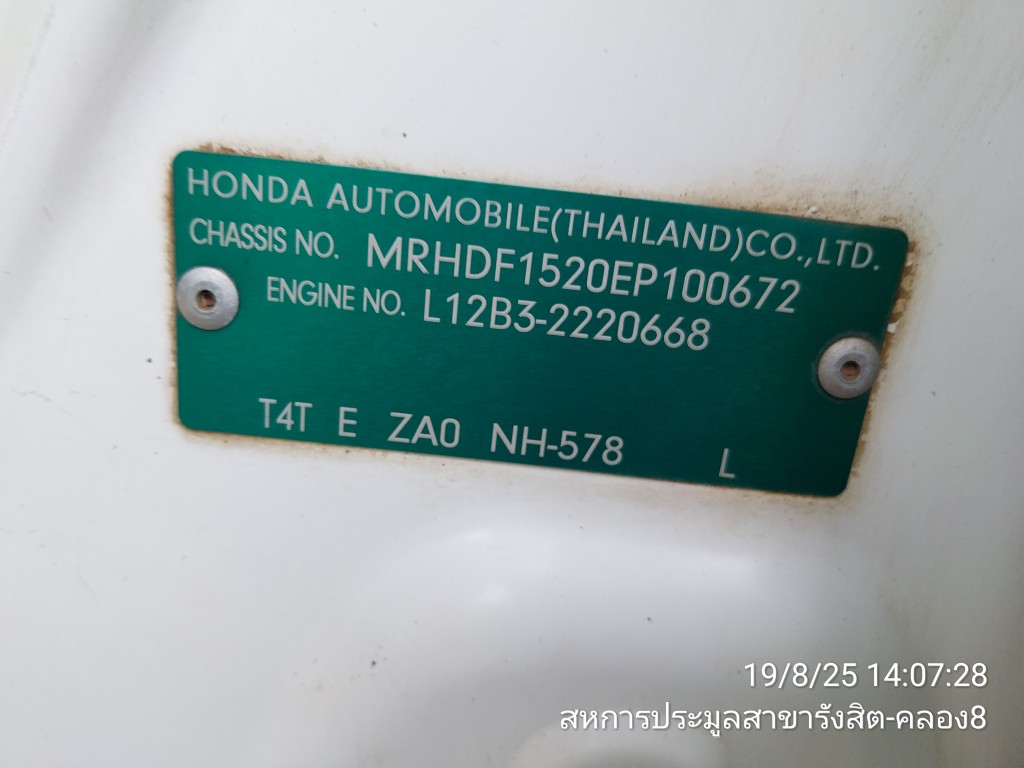 HONDA AUTOMOBILE(THAILAND)CO.,LTD.
CHASSIS NO. MRHDF1520EP100672
ENGINE NO. L12B3-2220668
T4T E ZA0 NH-578 L
19/8/25 14:07:28
สหการประมูลสาขารังสิต-คลอง8